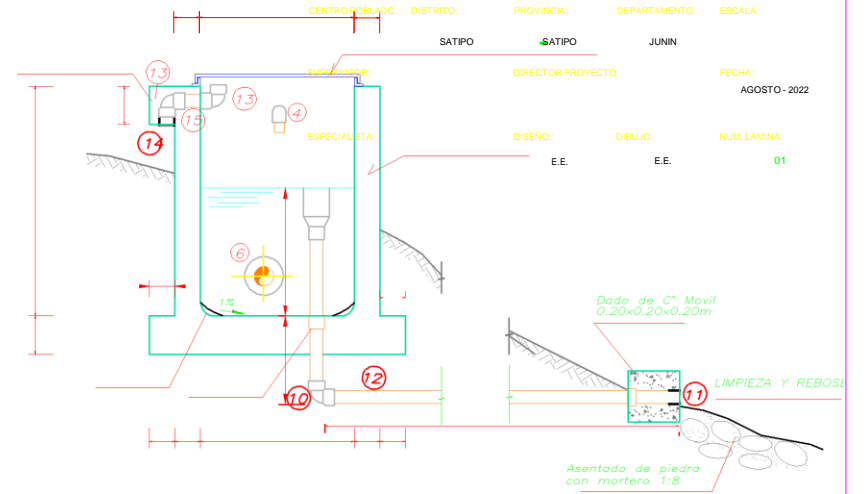 CENTRO POBLADO: DISTRITO: PROVINCIA: DEPARTAMENTO: ESCALA:
SATIPO SATIPO JUNIN
DIRECTOR PROYECTO: FECHA:
AGOSTO - 2022
ESPECIALISTA: DISEÑO: DIBUJO: NUM. LAMINA:
E.E. E.E. 01
13
13
15
4
14
6
1%
Dado de C° Movil
0.20x0.20x0.20m
12
10
11
LIMPIEZA Y REBOSE
Asentado de piedra
con mortero 1:8